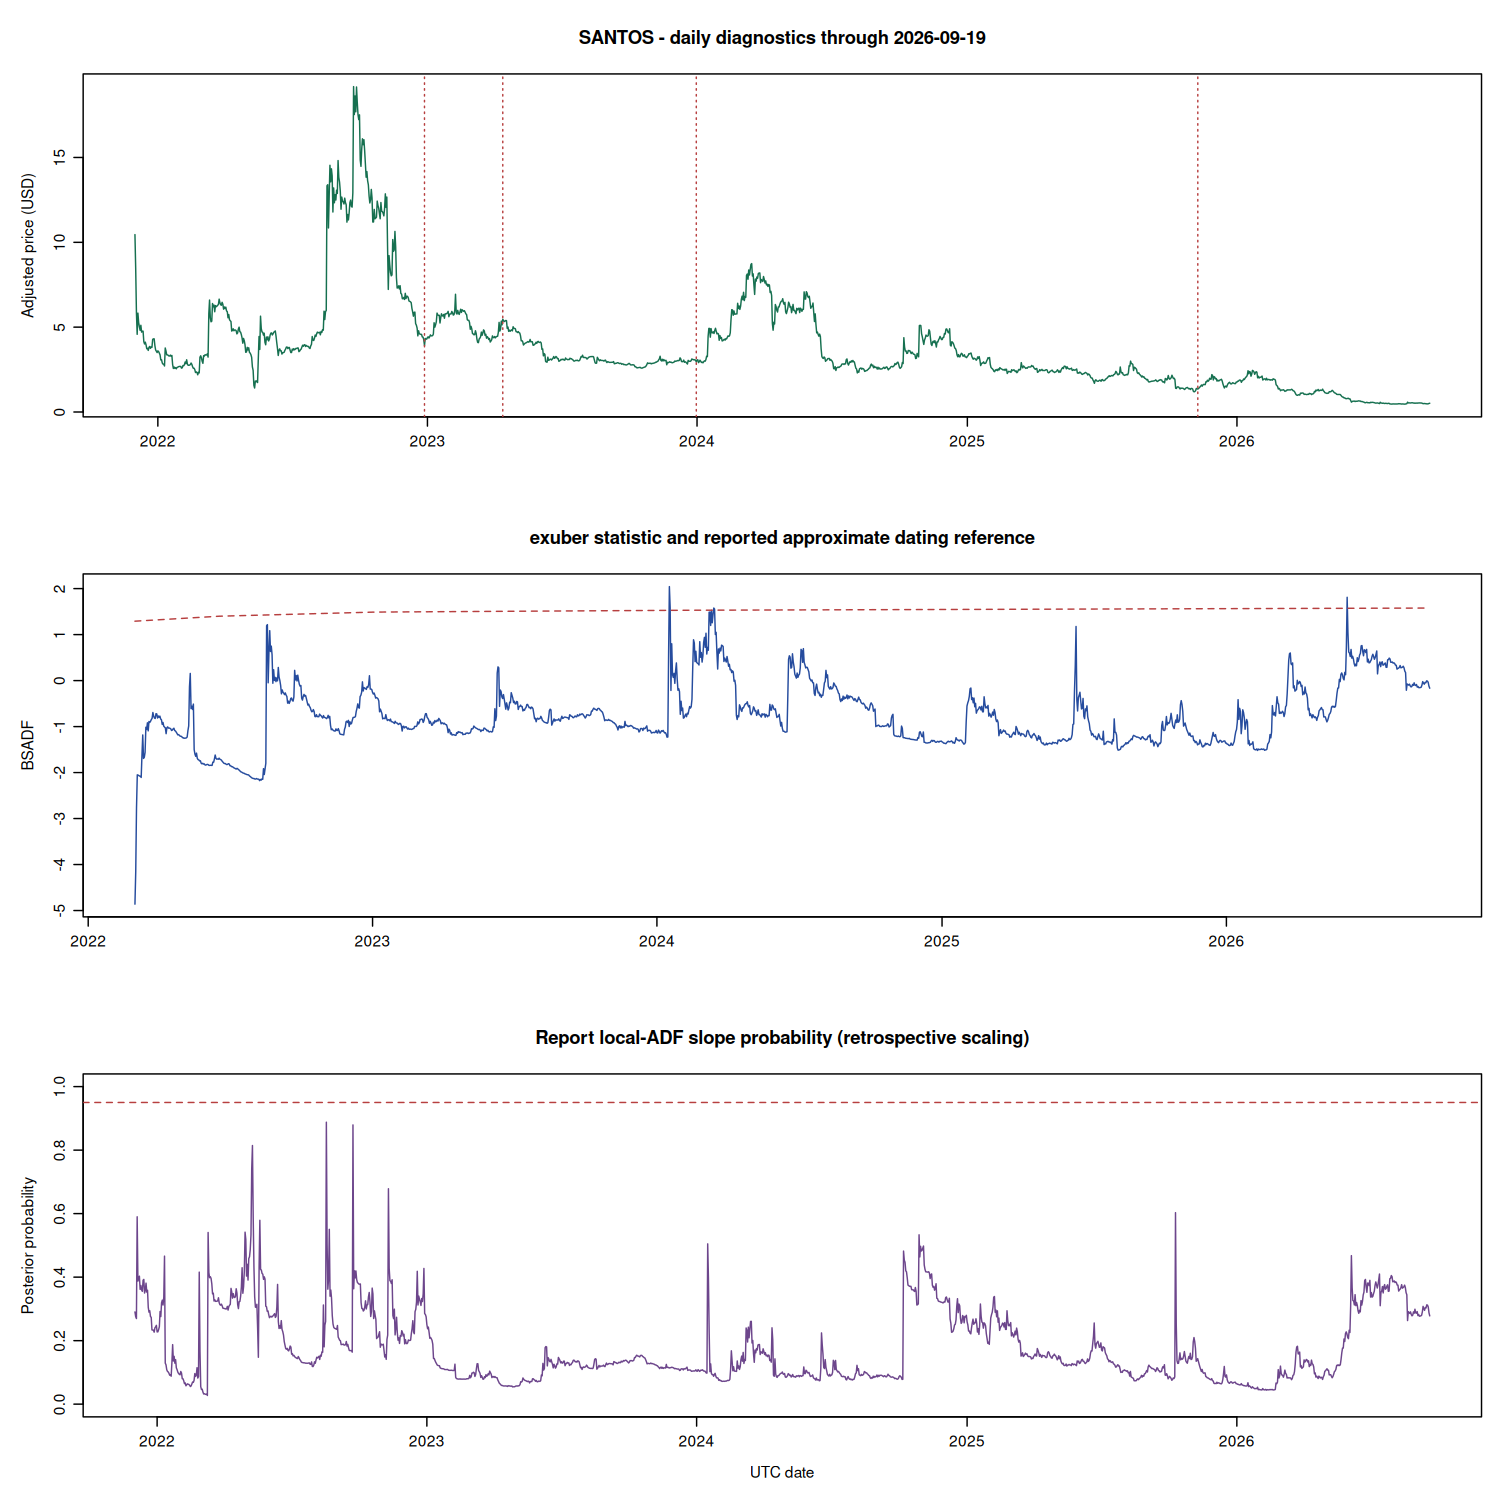 SANTOS - daily diagnostics through 2026-09-19
Adjusted price (USD)
15
10
5
0
2022 2023 2024 2025 2026
exuber statistic and reported approximate dating reference
BSADF
2
1
0
-1
-2
-3
-4
-5
2022 2023 2024 2025 2026
Report local-ADF slope probability (retrospective scaling)
Posterior probability
1.0
0.8
0.6
0.4
0.2
0.0
2022 2023 2024 2025 2026
UTC date